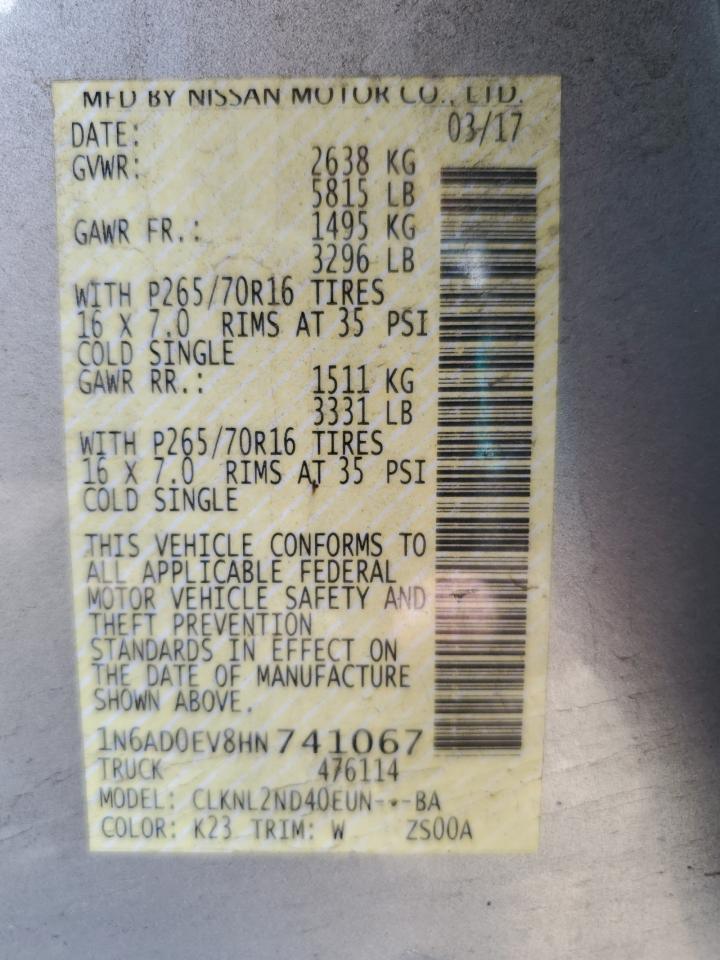 MFD BY NISSAN MOTOR CO., LTD.
DATE: 03/17
GVWR: 2638 KG
5815 LB
GAWR FR.: 1495 KG
3296 LB
WITH P265/70R16 TIRES
16 X 7.0 RIMS AT 35 PSI
COLD SINGLE
GAWR RR.: 1511 KG
3331 LB
WITH P265/70R16 TIRES
16 X 7.0 RIMS AT 35 PSI
COLD SINGLE
THIS VEHICLE CONFORMS TO
ALL APPLICABLE FEDERAL
MOTOR VEHICLE SAFETY AND
THEFT PREVENTION
STANDARDS IN EFFECT ON
THE DATE OF MANUFACTURE
SHOWN ABOVE.
1N6AD0EV8HN741067
TRUCK 476114
MODEL: CLKNL2ND40EUN-•-BA
COLOR: K23 TRIM: W ZS00A